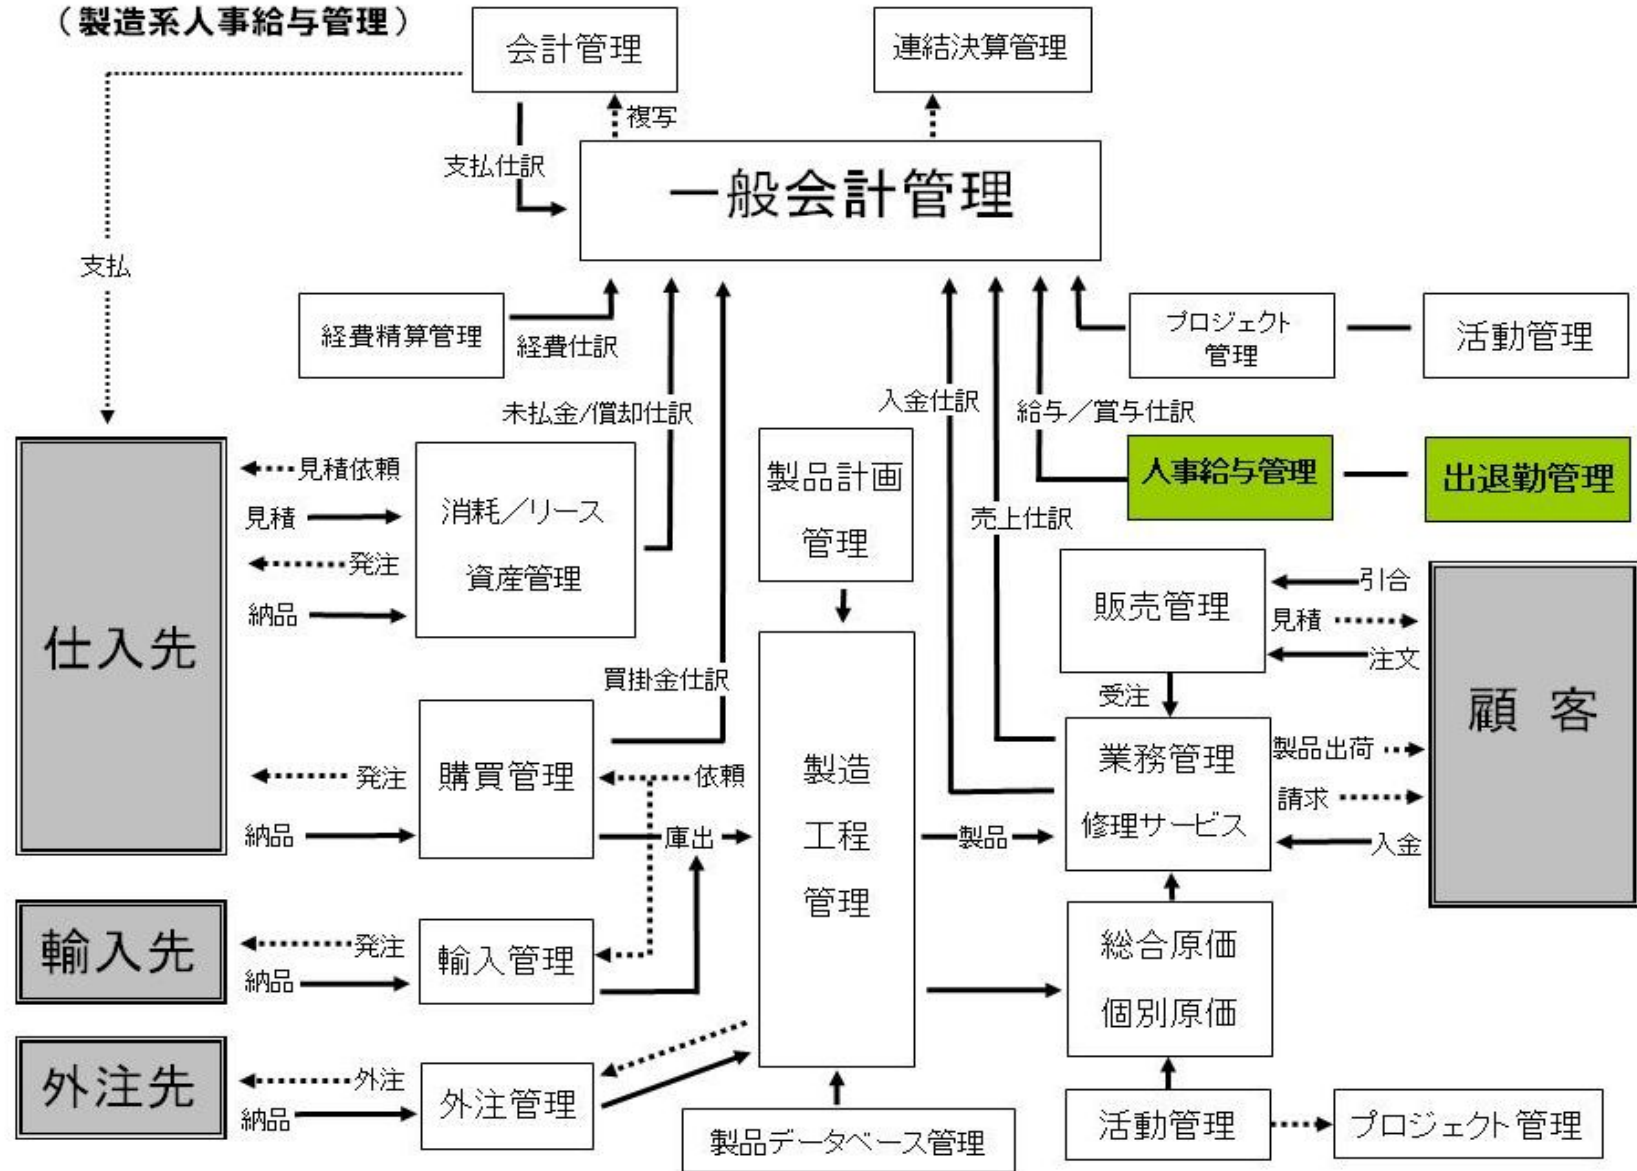 （製造系人事給与管理）
会計管理
連結決算管理
複写
支払仕訳
一般会計管理
支払
経費精算管理
経費仕訳
プロジェクト
管理
活動管理
未払金/償却仕訳
入金仕訳
給与／賞与仕訳
人事給与管理
出退勤管理
見積依頼
見積
発注
納品
消耗／リース
資産管理
製品計画
管理
売上仕訳
仕入先
販売管理
引合
見積
注文
顧客
買掛金仕訳
受注
発注
納品
購買管理
依頼
庫出
製造
工程
管理
製品
業務管理
修理サービス
製品出荷
請求
入金
輸入先
発注
納品
輸入管理
総合原価
個別原価
外注先
外注
納品
外注管理
製品データベース管理
活動管理
プロジェクト管理